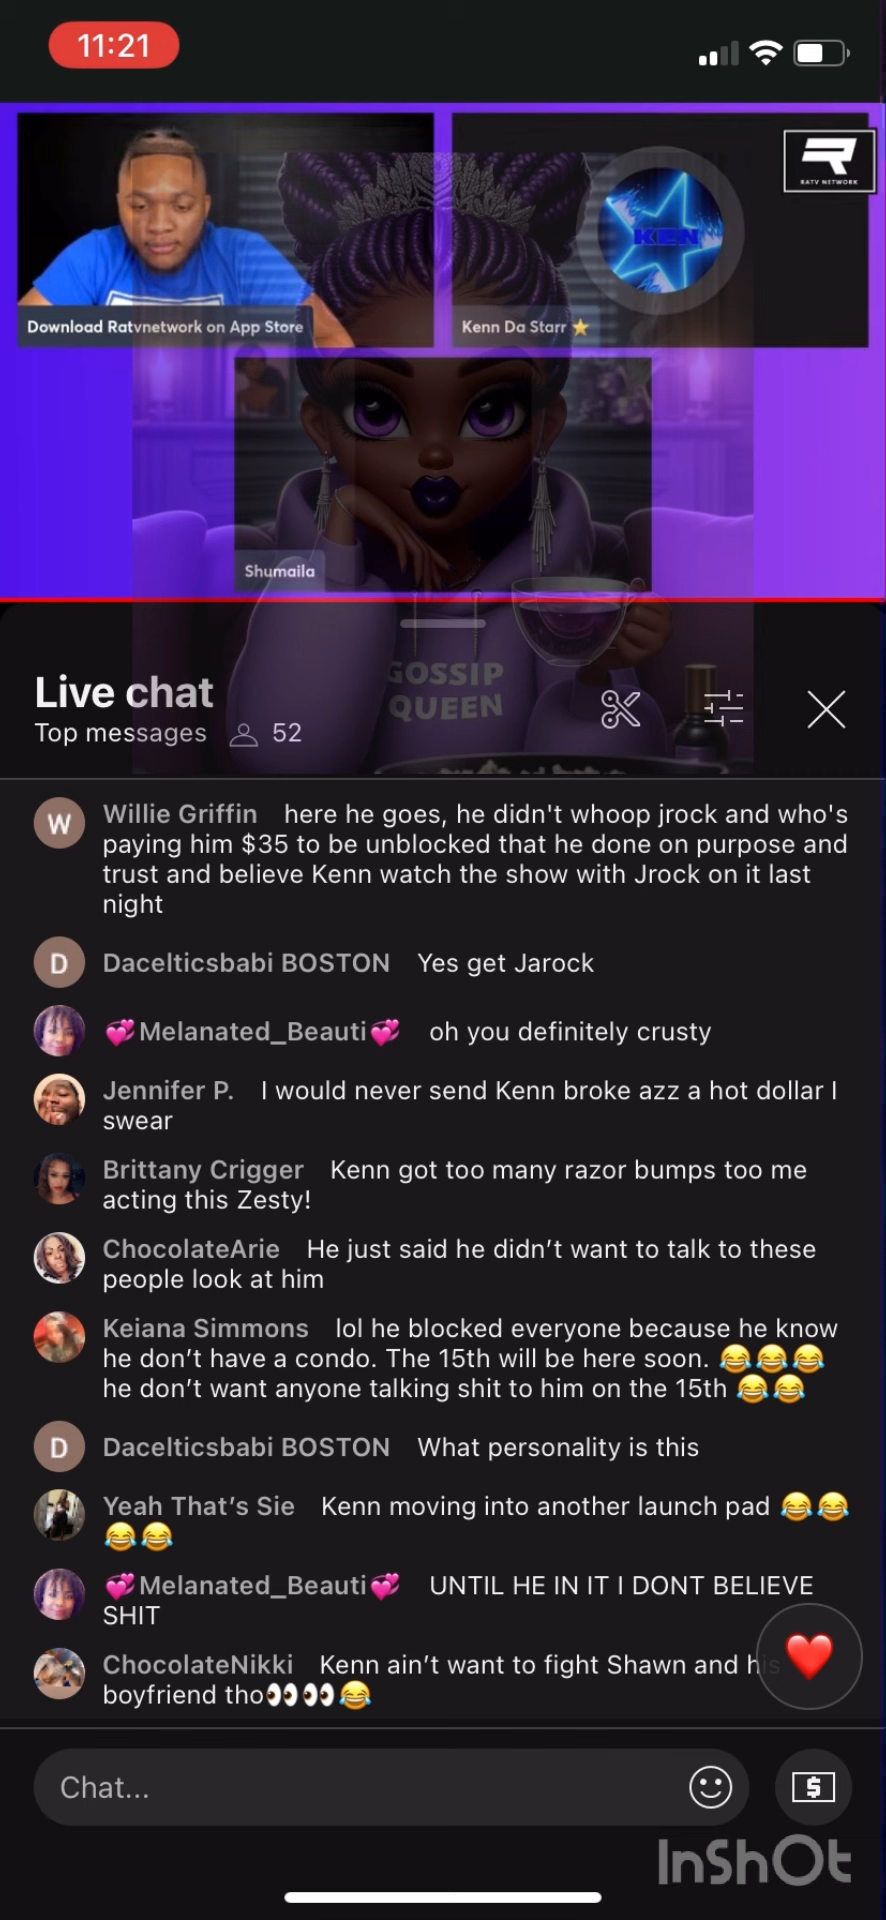 11:21
RATV NETWORK
KEN
Download Ratvnetwork on App Store
Kenn Da Starr ⭐
Shumaila
GOSSIP
QUEEN
Live chat
Top messages 52
W Willie Griffin here he goes, he didn't whoop jrock and who's
paying him $35 to be unblocked that he done on purpose and
trust and believe Kenn watch the show with Jrock on it last
night
D Dacelticsbabi BOSTON Yes get Jarock
💞Melanated_Beauti💞 oh you definitely crusty
Jennifer P. I would never send Kenn broke azz a hot dollar I
swear
Brittany Crigger Kenn got too many razor bumps too me
acting this Zesty!
ChocolateArie He just said he didn’t want to talk to these
people look at him
Keiana Simmons lol he blocked everyone because he know
he don’t have a condo. The 15th will be here soon. 😂😂😂
he don’t want anyone talking shit to him on the 15th 😂😂
D Dacelticsbabi BOSTON What personality is this
Yeah That’s Sie Kenn moving into another launch pad 😂😂
😂😂
💞Melanated_Beauti💞 UNTIL HE IN IT I DONT BELIEVE
SHIT
ChocolateNikki Kenn ain’t want to fight Shawn and his
boyfriend tho👀👀😂
Chat...
InShOt